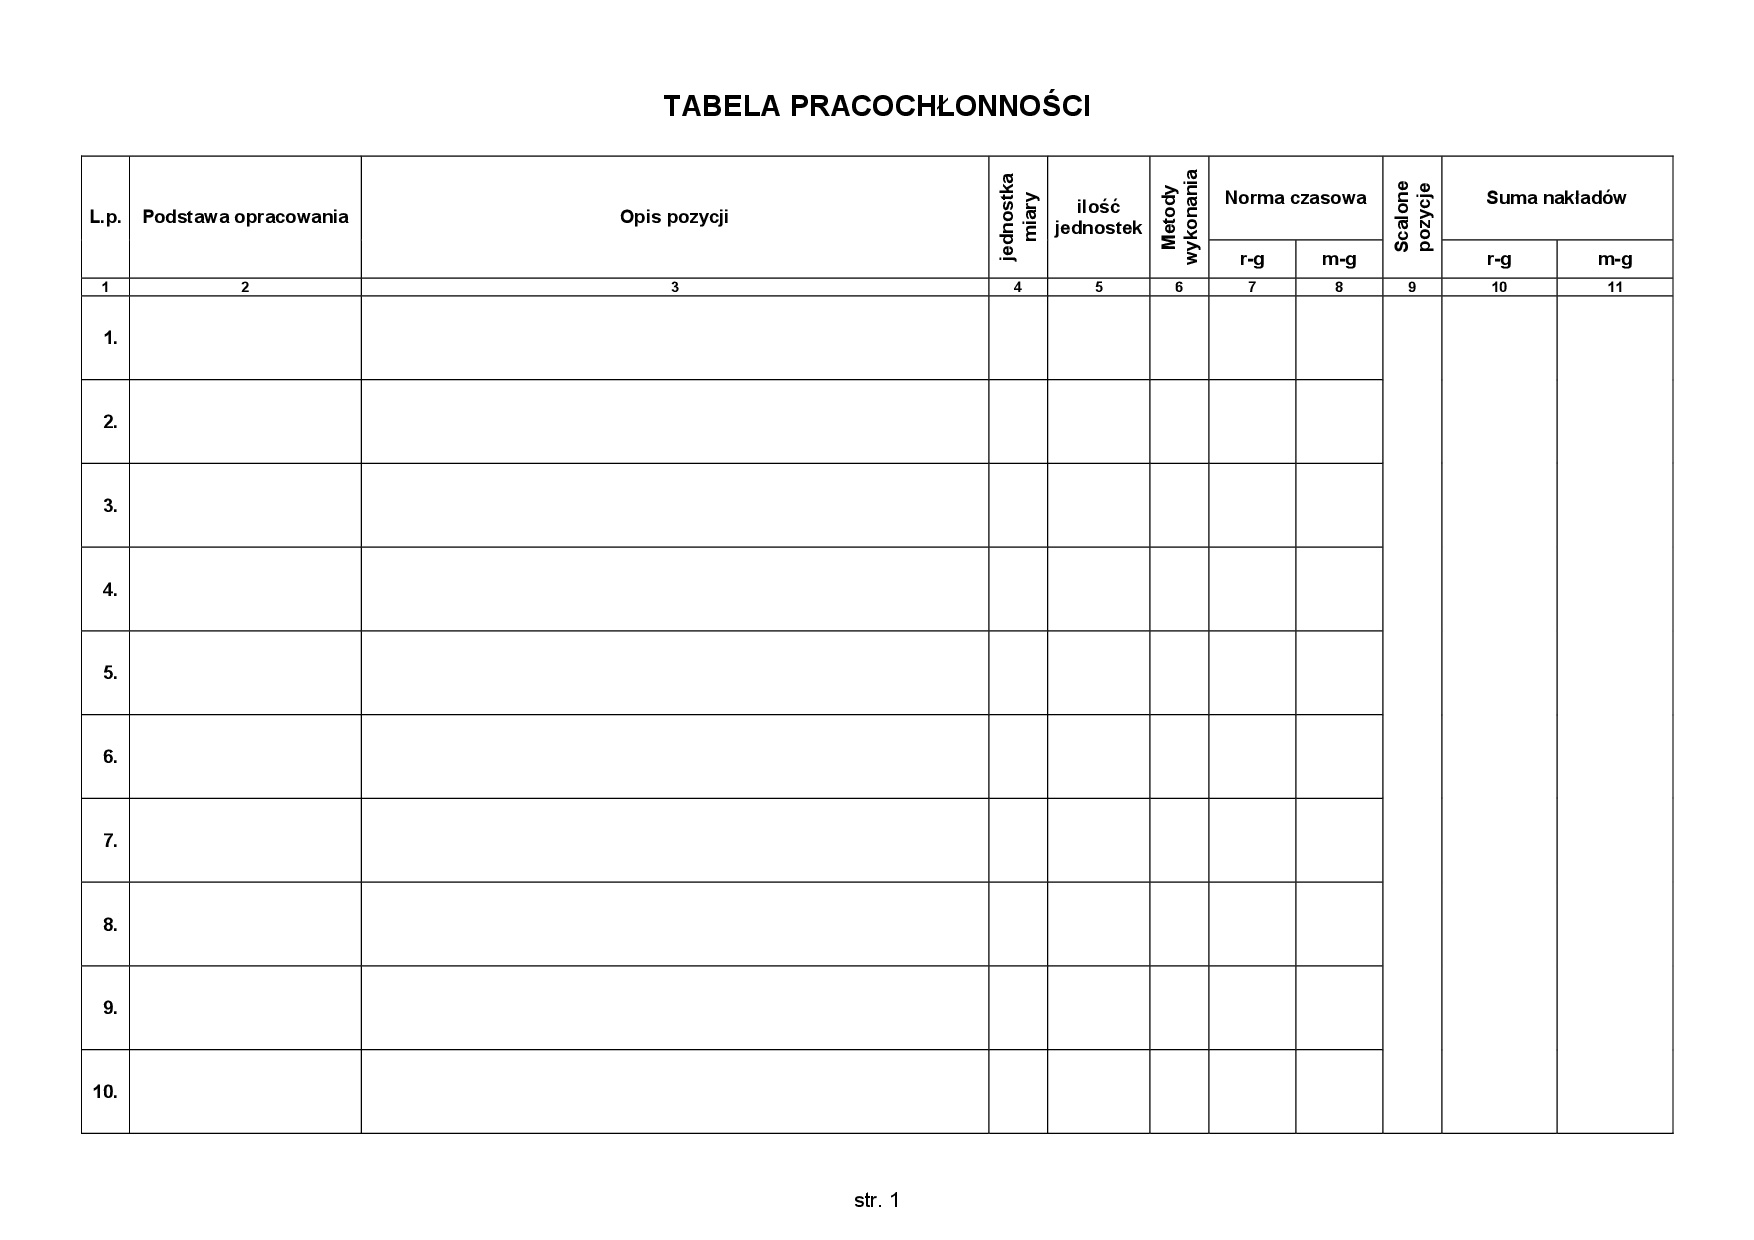 TABELA PRACOCHŁONNOŚCI
L.p.
Podstawa opracowania
Opis pozycji
jednostka
miary
ilość
jednostek
Metody
wykonania
Norma czasowa
r-g
m-g
Scalone
pozycje
Suma nakładów
r-g
m-g
1 2 3 4 5 6 7 8 9 10 11
1.
2.
3.
4.
5.
6.
7.
8.
9.
10.
str. 1